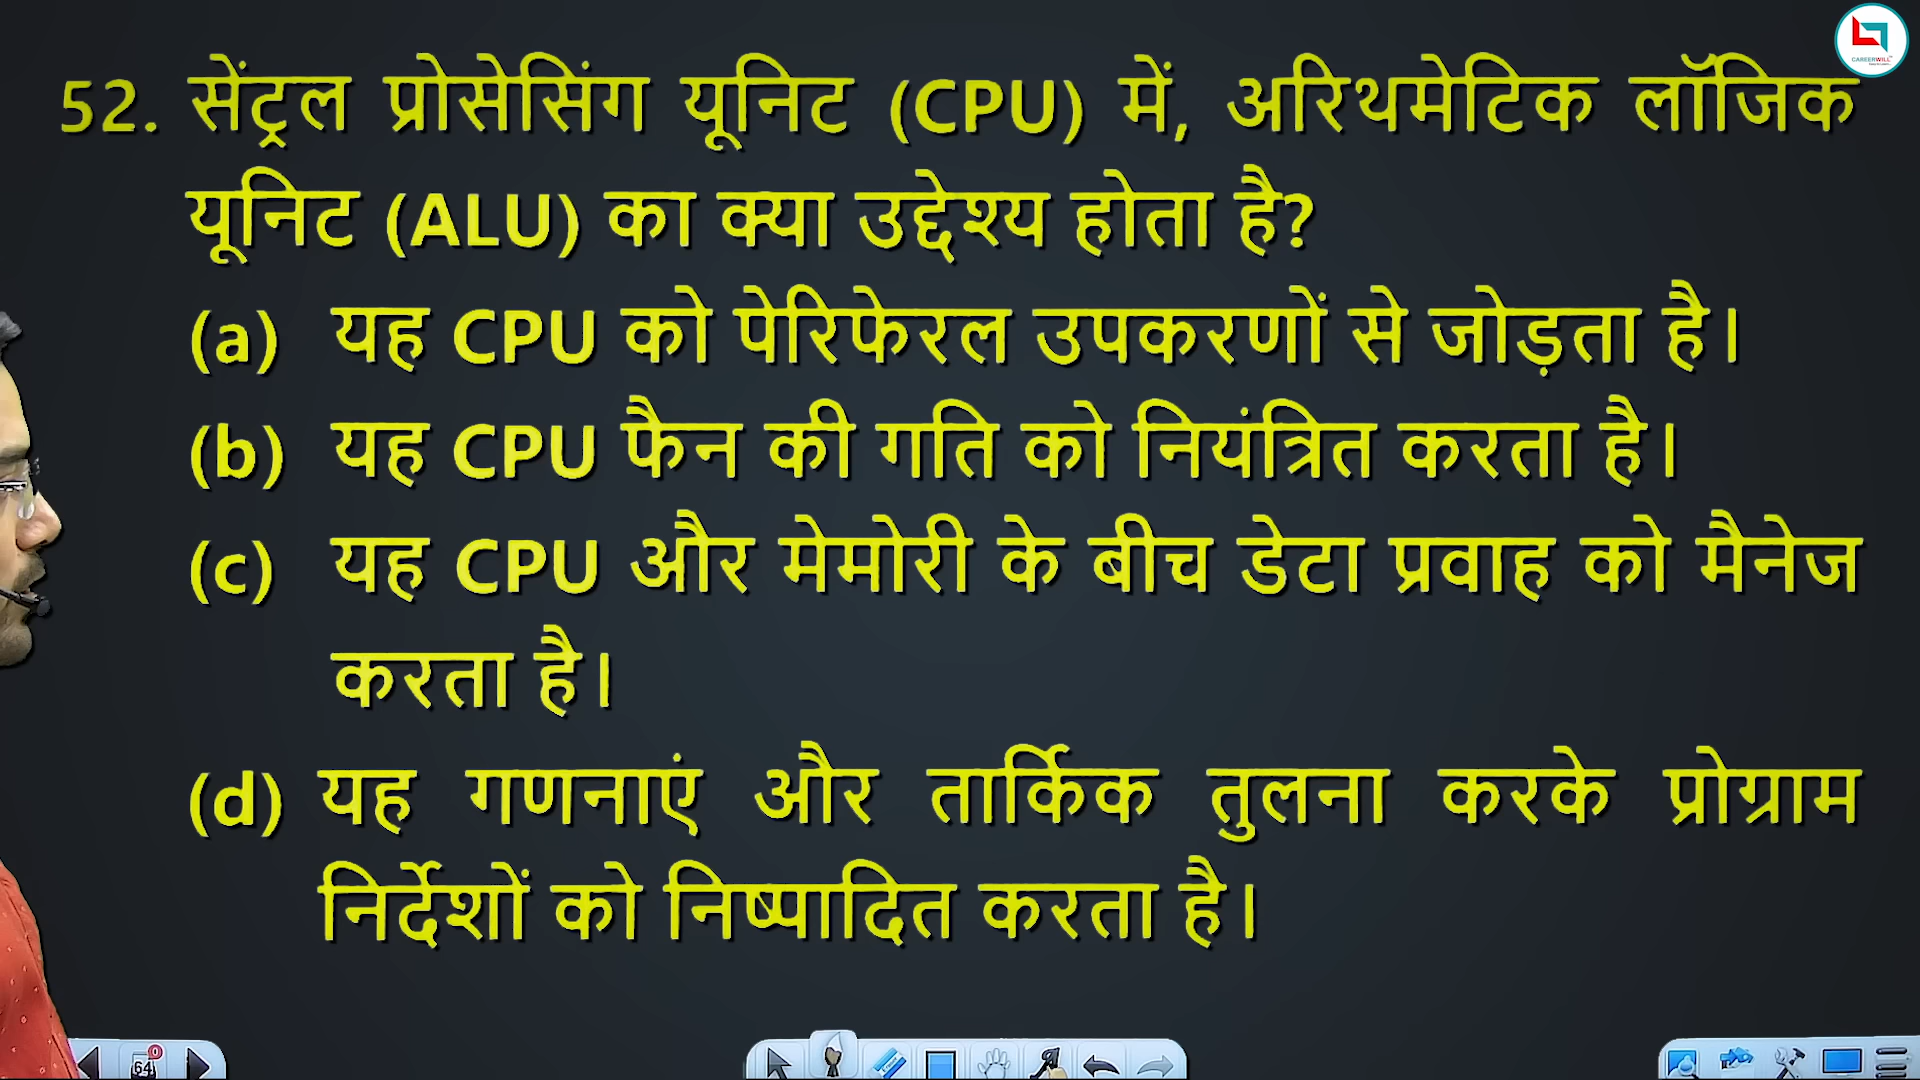 CAREERWILL
52. सेंट्रल प्रोसेसिंग यूनिट (CPU) में, अरिथमेटिक लॉजिक
यूनिट (ALU) का क्या उद्देश्य होता है?
(a) यह CPU को पेरिफेरल उपकरणों से जोड़ता है।
(b) यह CPU फैन की गति को नियंत्रित करता है।
(c) यह CPU और मेमोरी के बीच डेटा प्रवाह को मैनेज
करता है।
(d) यह गणनाएं और तार्किक तुलना करके प्रोग्राम
निर्देशों को निष्पादित करता है।
64